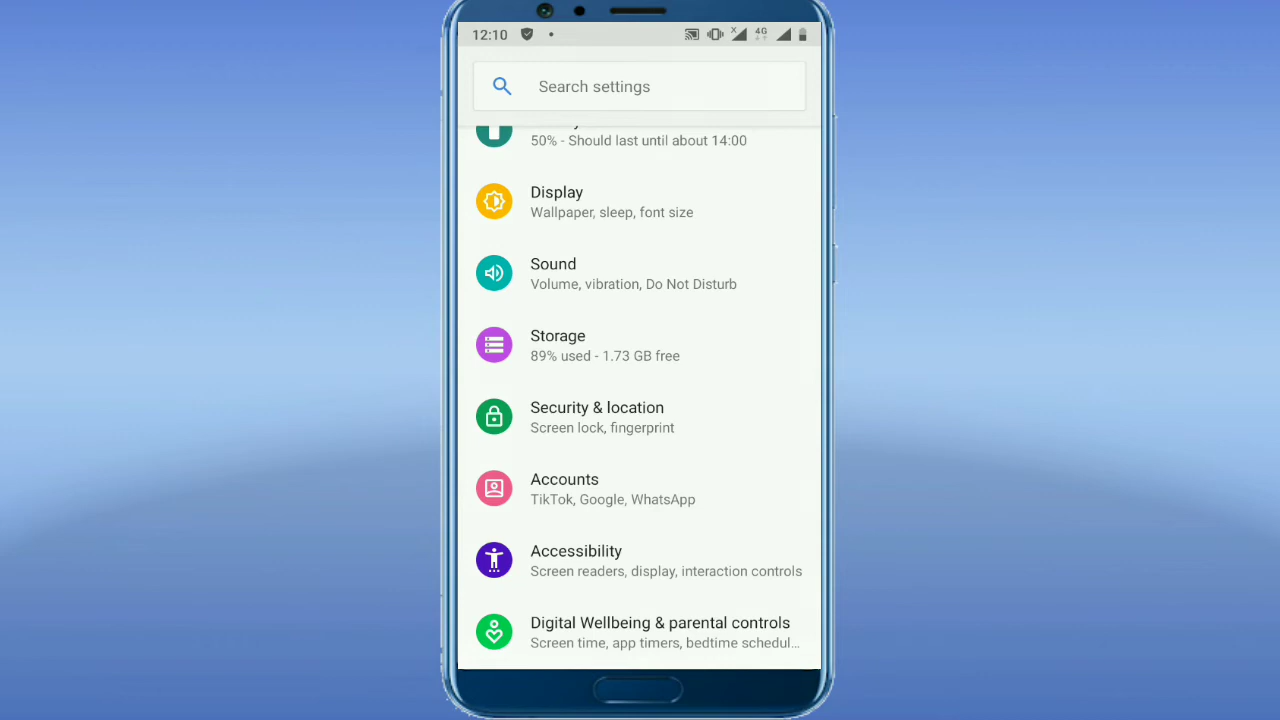 12:10
4G
Search settings
50% - Should last until about 14:00
Display
Wallpaper, sleep, font size
Sound
Volume, vibration, Do Not Disturb
Storage
89% used - 1.73 GB free
Security & location
Screen lock, fingerprint
Accounts
TikTok, Google, WhatsApp
Accessibility
Screen readers, display, interaction controls
Digital Wellbeing & parental controls
Screen time, app timers, bedtime schedul...